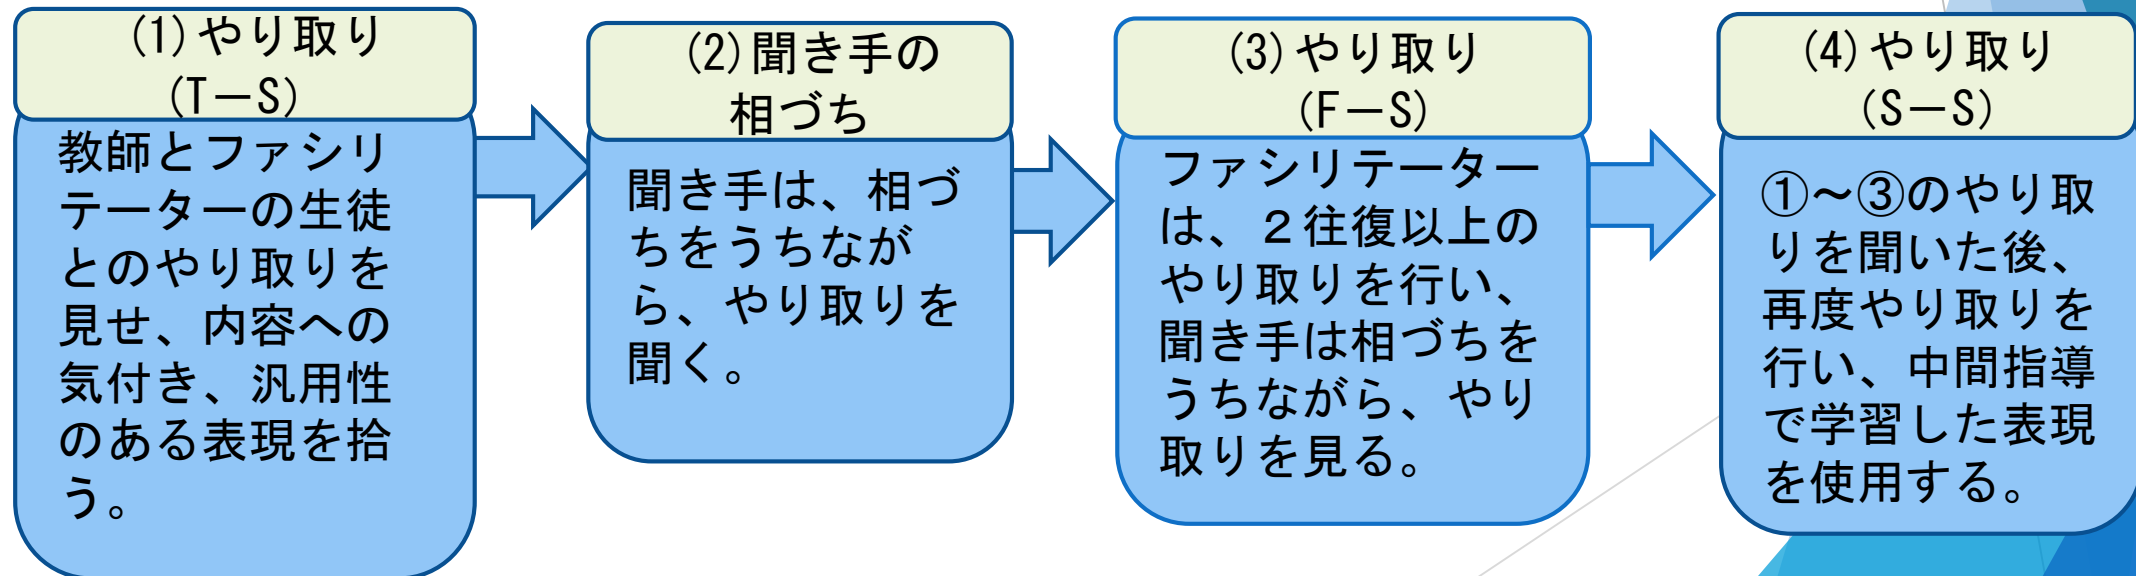 (1)やり取り
(T－S)
教師とファシリ
テーターの生徒
とのやり取りを
見せ、内容への
気付き、汎用性
のある表現を拾
う。
(2)聞き手の
相づち
聞き手は、相づ
ちをうちなが
ら、やり取りを
聞く。
(3)やり取り
(F－S)
ファシリテーター
は、２往復以上の
やり取りを行い、
聞き手は相づちを
うちながら、やり
取りを見る。
(4)やり取り
(S－S)
①～③のやり取
りを聞いた後、
再度やり取りを
行い、中間指導
で学習した表現
を使用する。